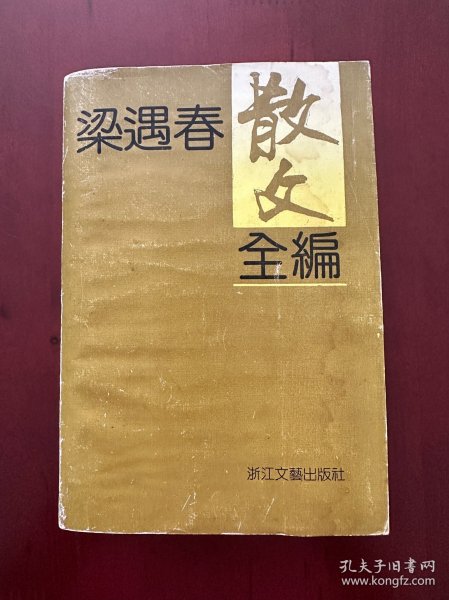 梁遇春
散文
全編
浙江文藝出版社
孔夫子旧书网
www.kongfz.com